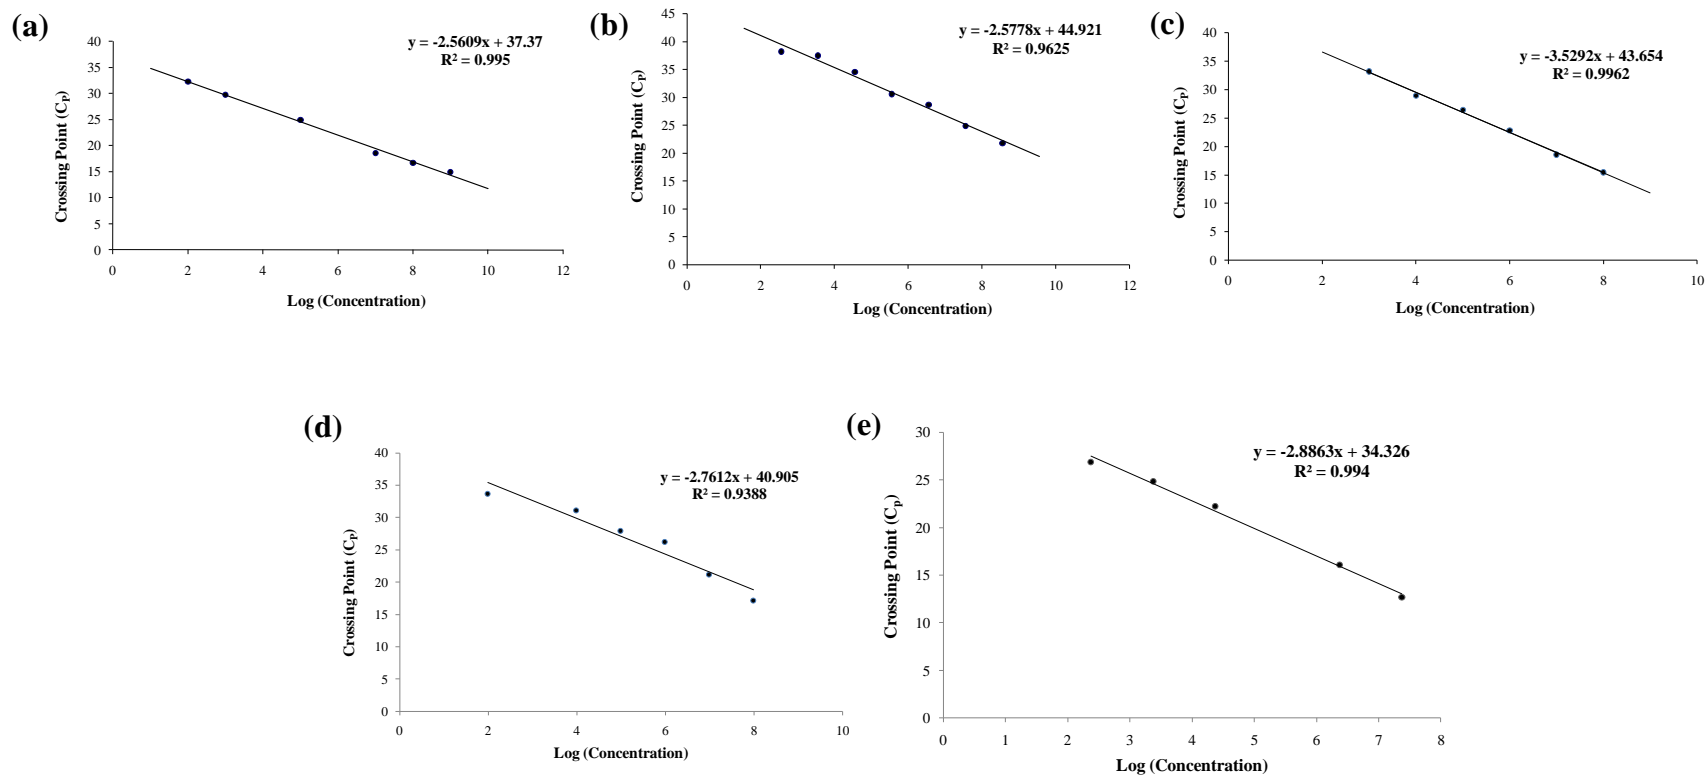 (a)
y = -2.5609x + 37.37
R² = 0.995
40
35
30
25
20
15
10
5
0
0 2 4 6 8 10 12
Crossing Point (CP)
Log (Concentration)
(b)
y = -2.5778x + 44.921
R² = 0.9625
45
40
35
30
25
20
15
10
5
0
0 2 4 6 8 10 12
Crossing Point (CP)
Log (Concentration)
(c)
y = -3.5292x + 43.654
R² = 0.9962
40
35
30
25
20
15
10
5
0
0 2 4 6 8 10
Crossing Point (CP)
Log (Concentration)
(d)
y = -2.7612x + 40.905
R² = 0.9388
40
35
30
25
20
15
10
5
0
0 2 4 6 8 10
Crossing Point (CP)
Log (Concentration)
(e)
y = -2.8863x + 34.326
R² = 0.994
30
25
20
15
10
5
0
0 1 2 3 4 5 6 7 8
Crossing Point (CP)
Log (Concentration)